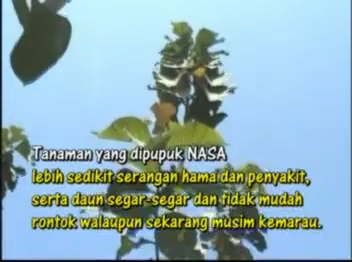 Tanaman yang dipupuk NASA
lebih sedikit serangan hama dan penyakit,
serta daun segar-segar dan tidak mudah
rontok walaupun sekarang musim kemarau.